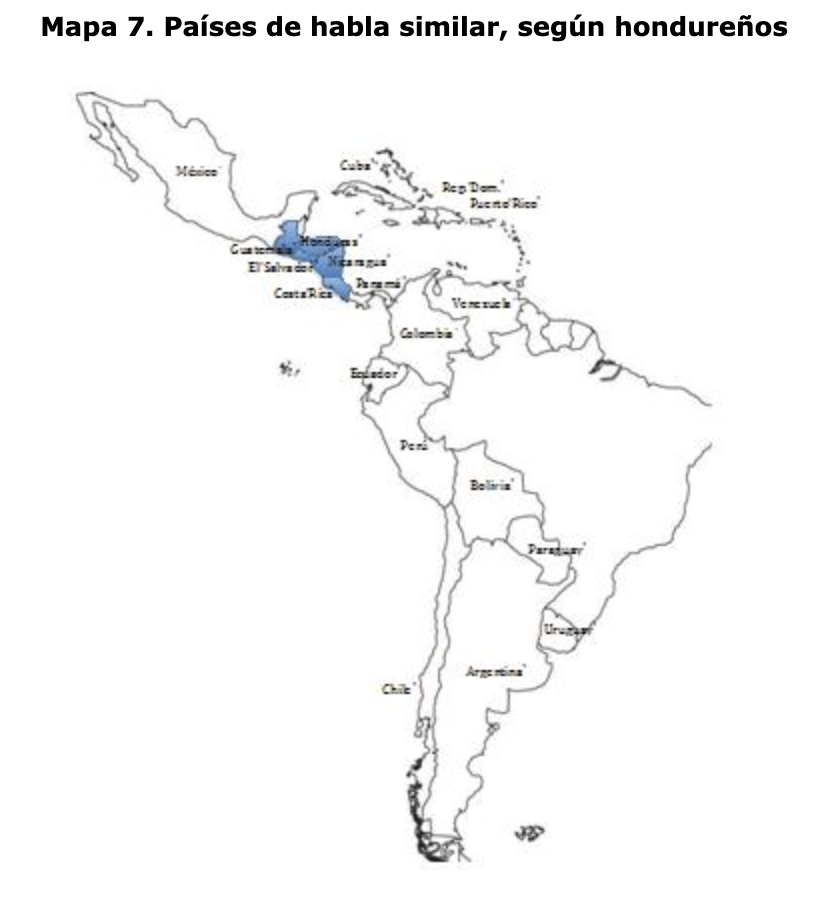 Mapa 7. Países de habla similar, según hondureños
México
Cuba
Rep Dom.
Puerto Rico
Guatemala
Honduras
El Salvador
Nicaragua
Costa Rica
Panamá
Venezuela
Colombia
Ecuador
Perú
Bolivia
Paraguay
Uruguay
Argentina
Chile